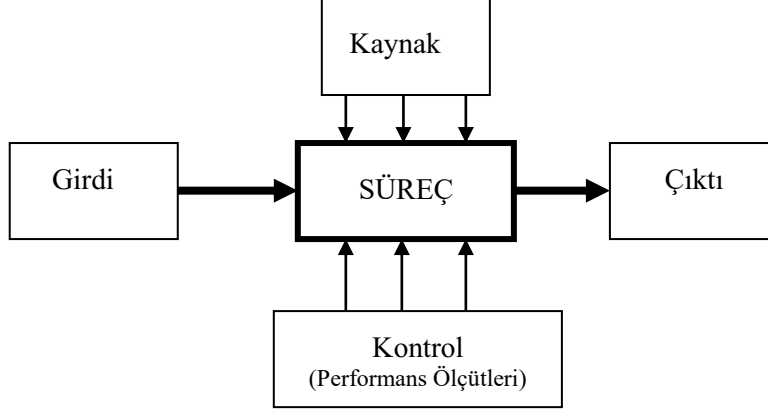 Kaynak
Girdi
SÜREÇ
Çıktı
Kontrol
(Performans Ölçütleri)